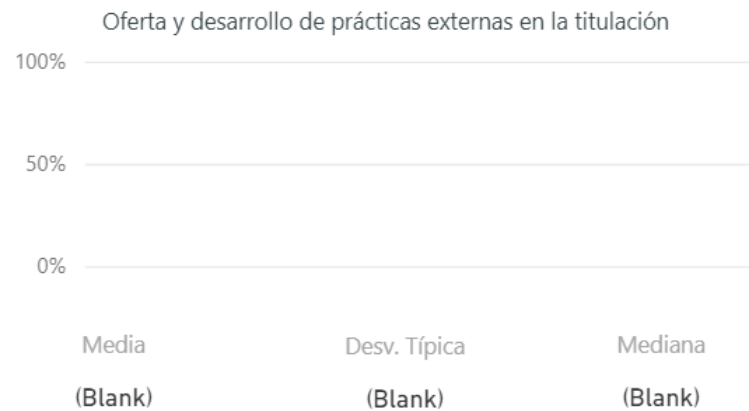 Oferta y desarrollo de prácticas externas en la titulación
100%
50%
0%
Media Desv. Típica Mediana
(Blank) (Blank) (Blank)